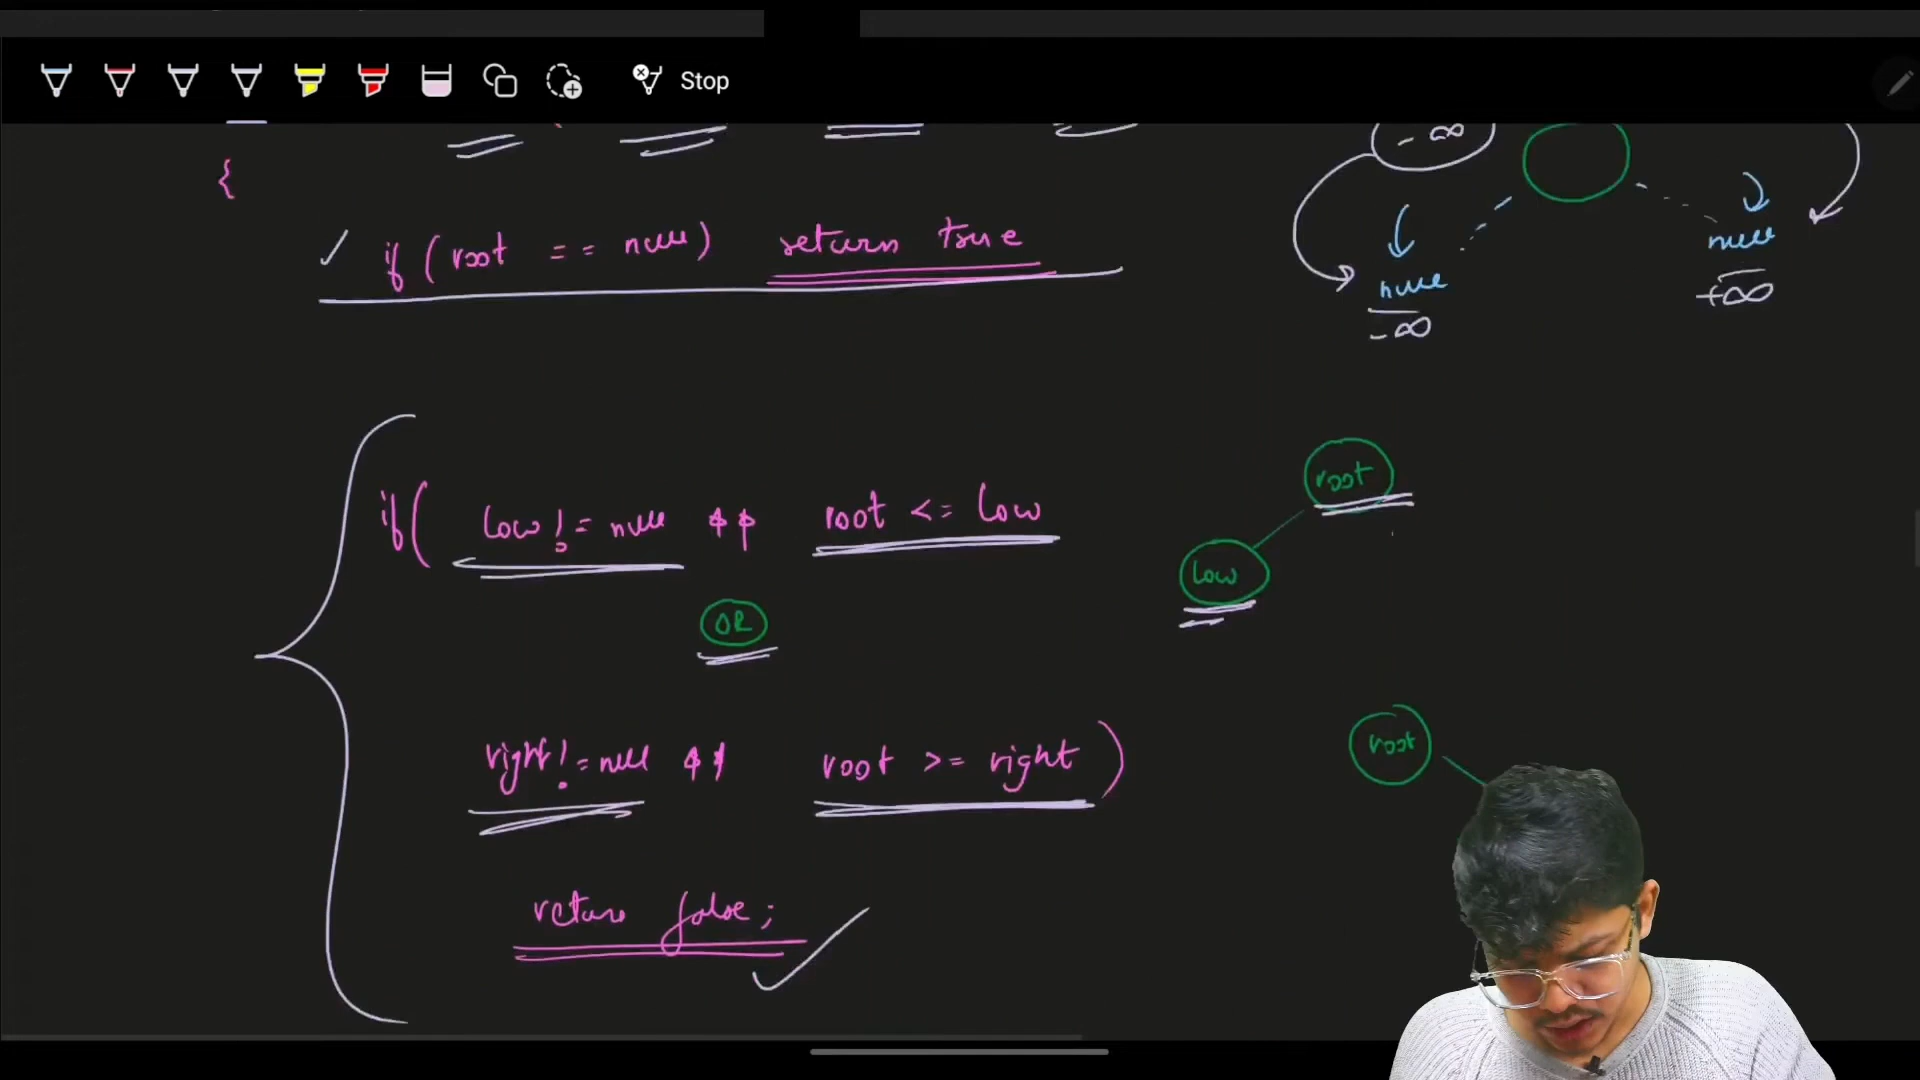 Stop
- ∞
{
if (root == null) return true
null
null
- ∞
+∞
if( low != null && root <= low
root
low
OR
right != null && root >= right )
root
return false;